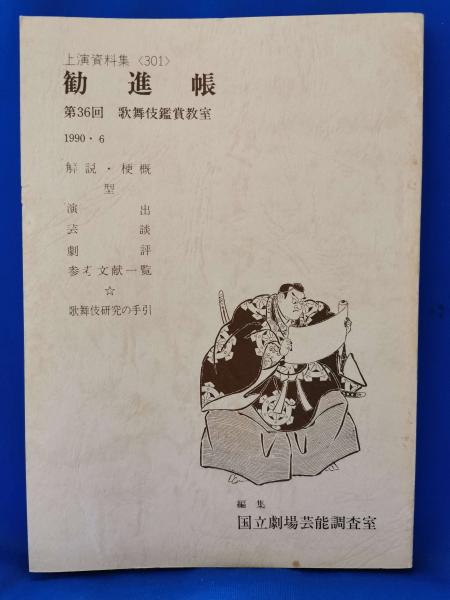 上演資料集〈301〉
勧進帳
第36回 歌舞伎鑑賞教室
1990・6
解説・梗概
型
演出
芸談
劇評
参考文献一覧
☆
歌舞伎研究の手引
編集
国立劇場芸能調査室